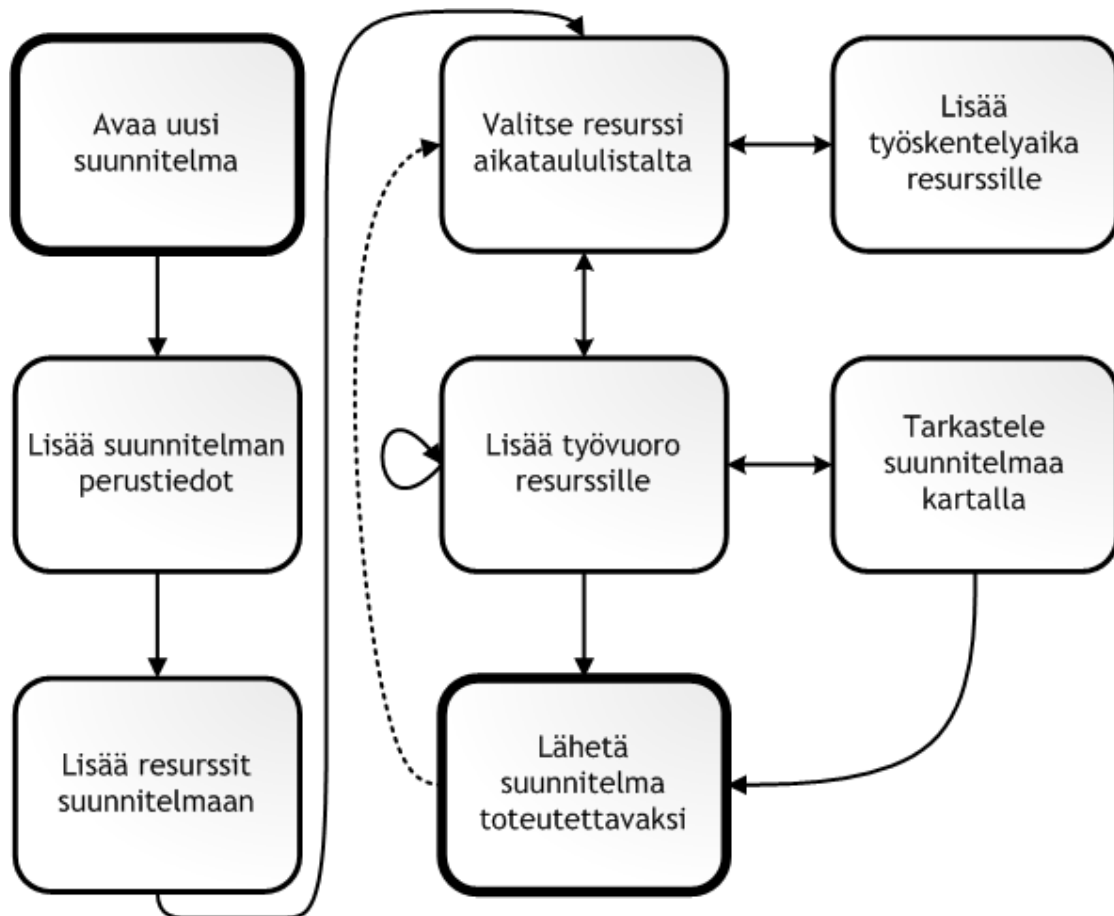 Avaa uusi
suunnitelma
Lisää suunnitelman
perustiedot
Lisää resurssit
suunnitelmaan
Valitse resurssi
aikataululistalta
Lisää
työskentelyaika
resurssille
Lisää työvuoro
resurssille
Tarkastele
suunnitelmaa
kartalla
Lähetä
suunnitelma
toteutettavaksi